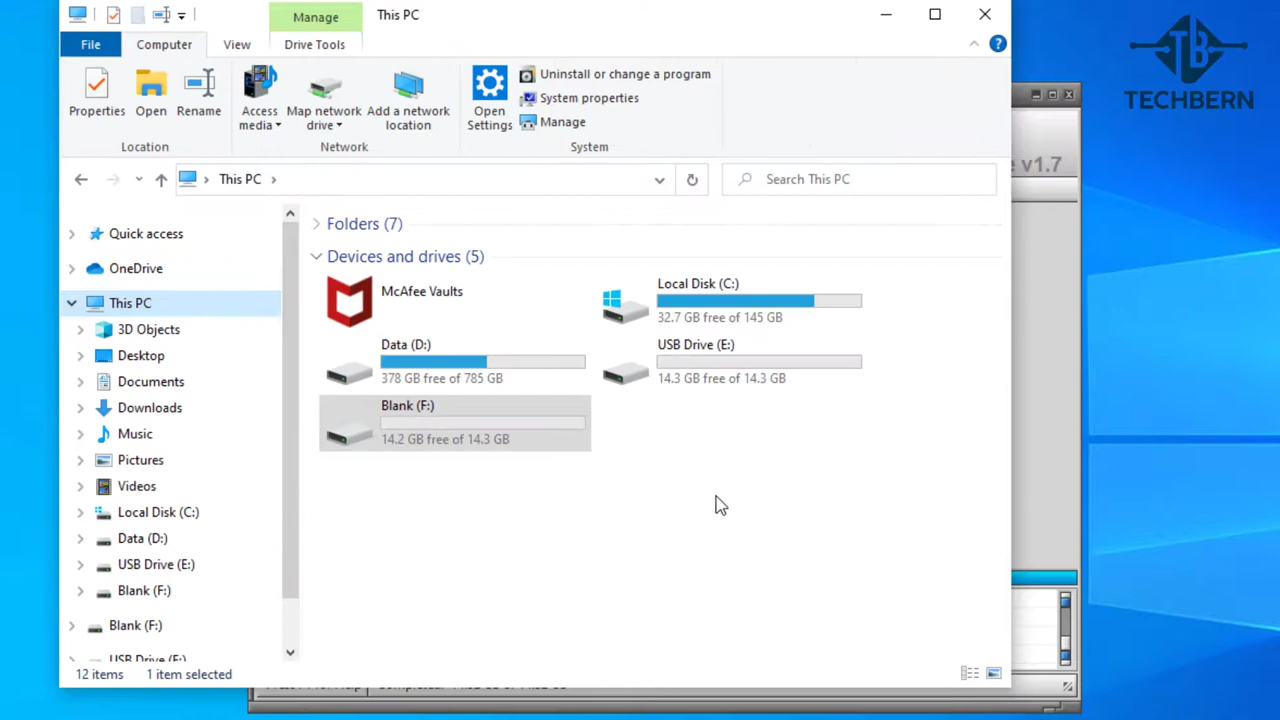 Manage
This PC
TB
TECHBERN
File
Computer
View
Drive Tools
Properties
Open
Rename
Access media
Map network drive
Add a network location
Open Settings
Uninstall or change a program
System properties
Manage
Location
Network
System
e v1.7
This PC
Search This PC
Quick access
OneDrive
This PC
3D Objects
Desktop
Documents
Downloads
Music
Pictures
Videos
Local Disk (C:)
Data (D:)
USB Drive (E:)
Blank (F:)
Blank (F:)
USB Drive (E:)
Folders (7)
Devices and drives (5)
McAfee Vaults
Local Disk (C:)
32.7 GB free of 145 GB
Data (D:)
378 GB free of 785 GB
USB Drive (E:)
14.3 GB free of 14.3 GB
Blank (F:)
14.2 GB free of 14.3 GB
12 items
1 item selected